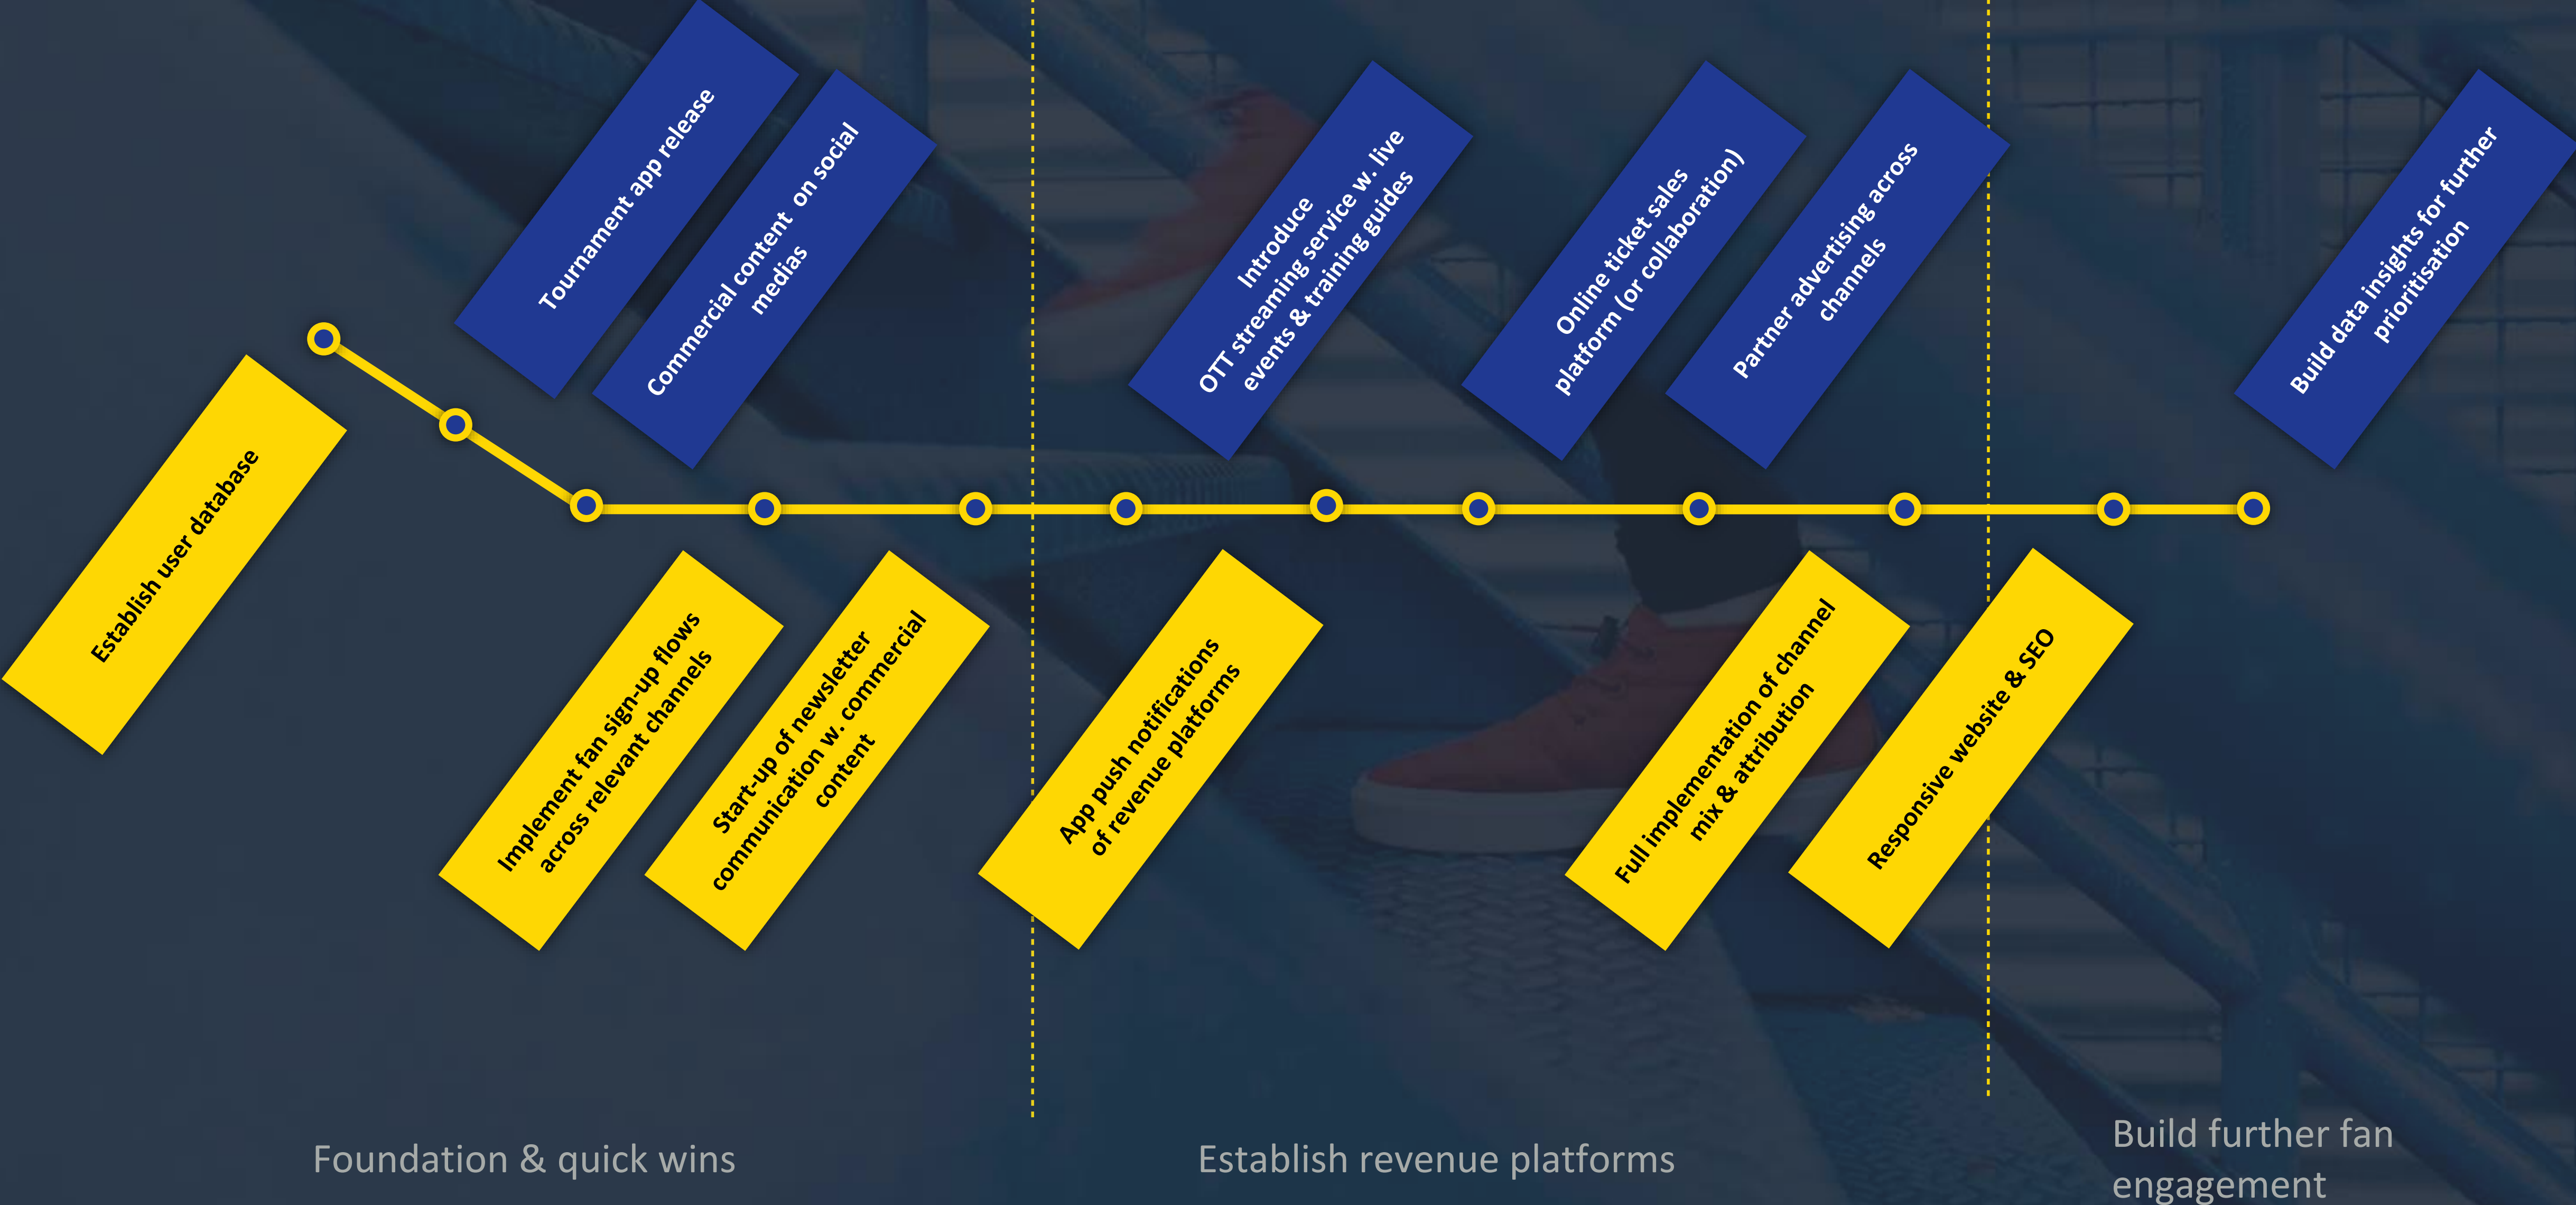 Tournament app release
Commercial content  on social
medias
Introduce
OTT streaming service w. live
events & training guides
Online ticket sales
platform (or collaboration)
Partner advertising across
channels
Build data insights for further
prioritisation
Establish user database
Implement fan sign-up flows
across relevant channels
Start-up of newsletter
communication w. commercial
content
App push notifications
of revenue platforms
Full implementation of channel
mix & attribution
Responsive website & SEO
Foundation & quick wins
Establish revenue platforms
Build further fan
engagement